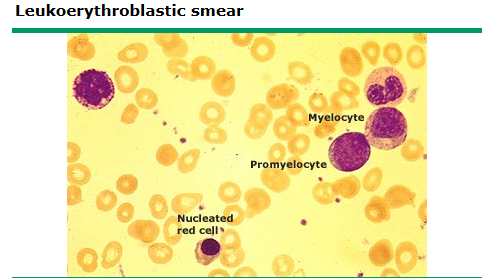 Leukoerythroblastic smear
Myelocyte
Promyelocyte
Nucleated
red cell